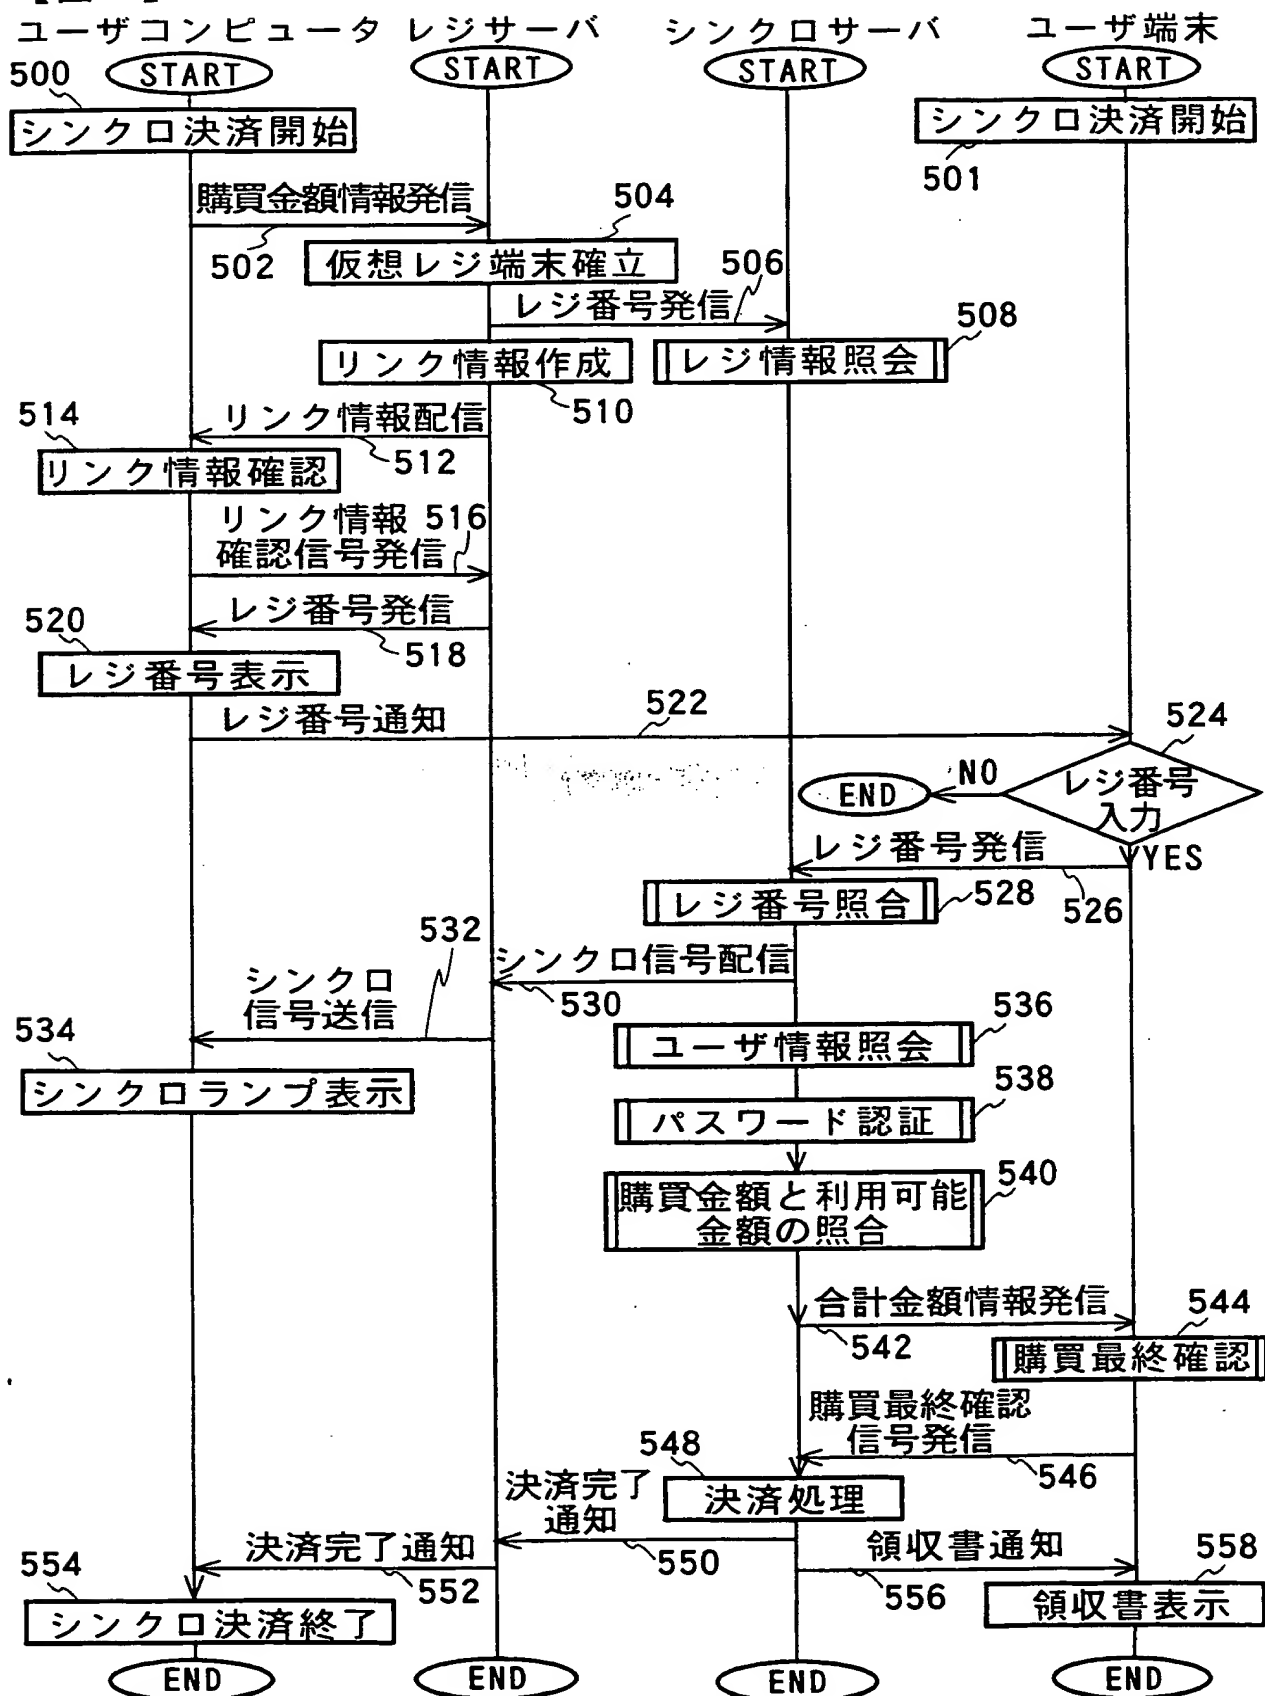 ユーザコンピュータ レジサーバ シンクロサーバ ユーザ端末
START START START START
500
シンクロ決済開始 シンクロ決済開始
501
購買金額情報発信 504
502 仮想レジ端末確立 506
レジ番号発信 508
リンク情報作成 レジ情報照会
514 リンク情報配信 510
512
リンク情報確認
リンク情報 516
確認信号発信
520 レジ番号発信
518
レジ番号表示
レジ番号通知 522 524
END NO レジ番号
入力
レジ番号発信 YES
レジ番号照合 528 526
532
シンクロ信号配信
シンクロ
信号送信 530 536
534 ユーザ情報照会
シンクロランプ表示 538
パスワード認証
540
購買金額と利用可能
金額の照合
合計金額情報発信 544
542
購買最終確認
購買最終確認
信号発信
548 546
決済完了
通知 決済処理
決済完了通知 550 領収書通知 558
554 552 556
シンクロ決済終了 領収書表示
END END END END